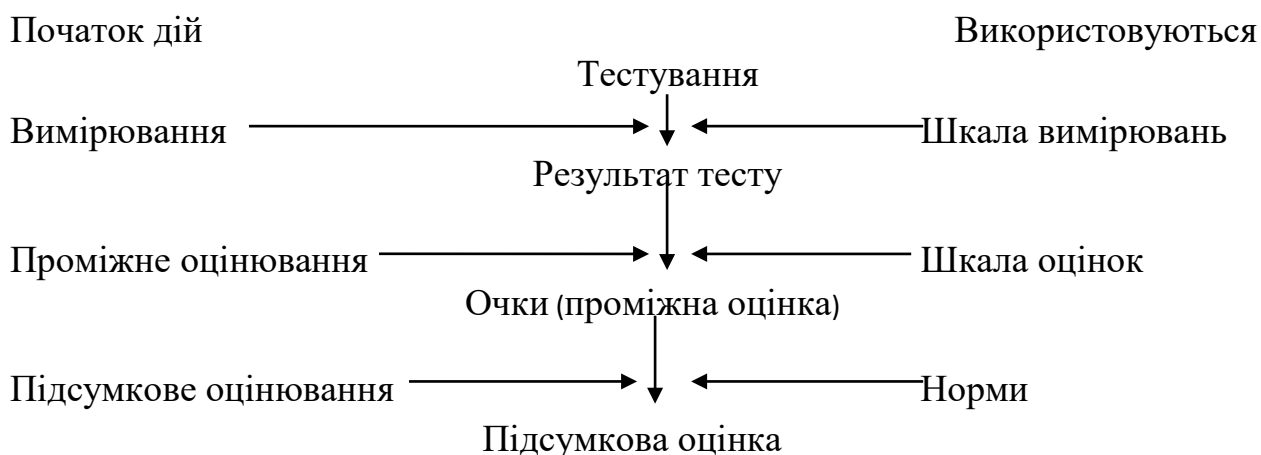 Початок дій Використовуються
Тестування
Вимірювання Шкала вимірювань
Результат тесту
Проміжне оцінювання Шкала оцінок
Очки (проміжна оцінка)
Підсумкове оцінювання Норми
Підсумкова оцінка